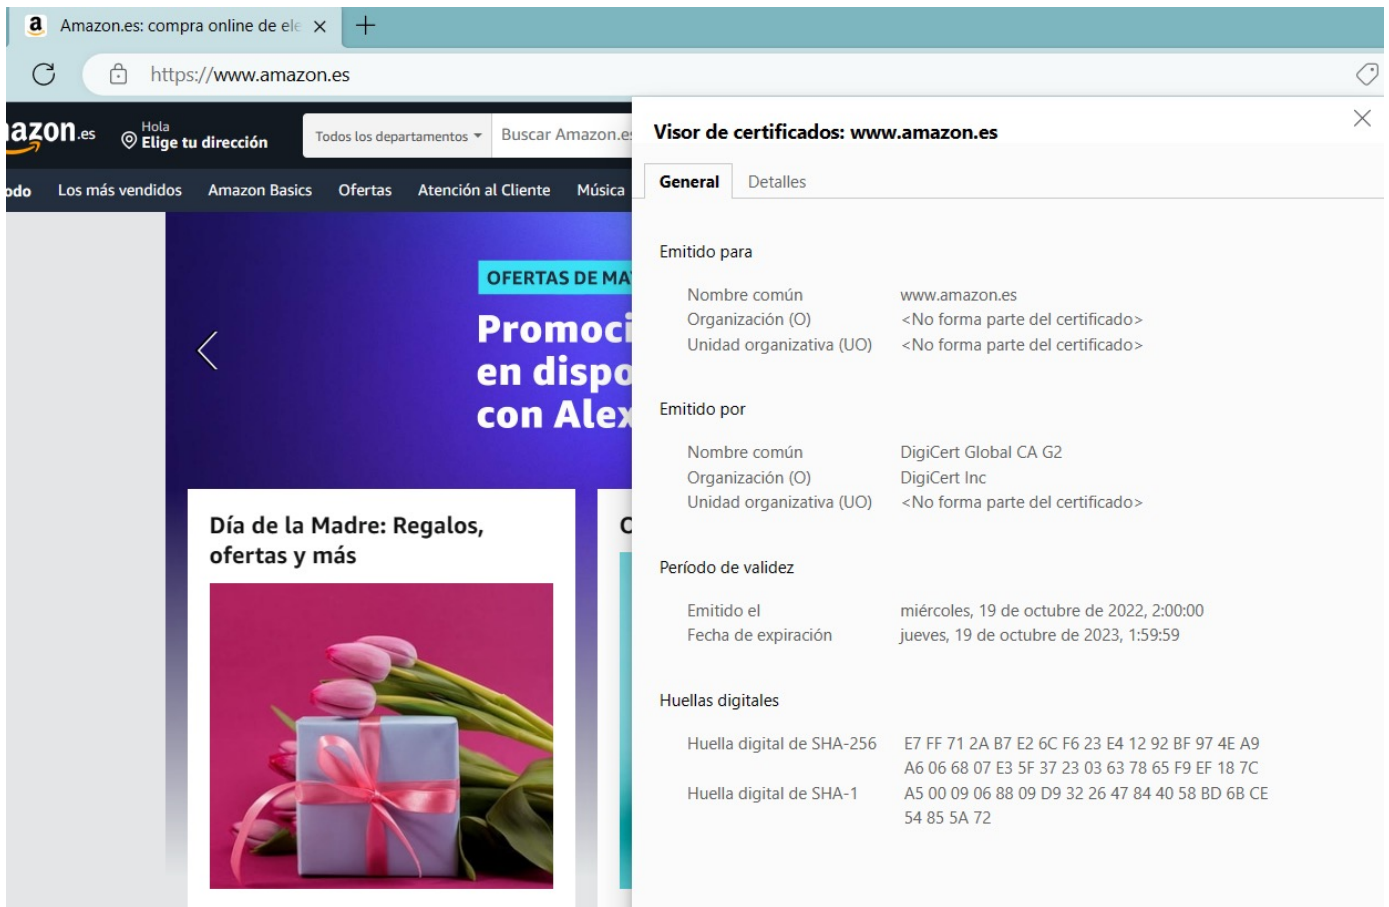 a Amazon.es: compra online de ele
https://www.amazon.es
azon.es
Hola
Elige tu dirección
Todos los departamentos
Buscar Amazon.es
odo Los más vendidos Amazon Basics Ofertas Atención al Cliente Música
OFERTAS DE MA
Promoci
en dispo
con Alex
Día de la Madre: Regalos,
ofertas y más
Visor de certificados: www.amazon.es
General Detalles
Emitido para
Nombre común www.amazon.es
Organización (O) <No forma parte del certificado>
Unidad organizativa (UO) <No forma parte del certificado>
Emitido por
Nombre común DigiCert Global CA G2
Organización (O) DigiCert Inc
Unidad organizativa (UO) <No forma parte del certificado>
Período de validez
Emitido el miércoles, 19 de octubre de 2022, 2:00:00
Fecha de expiración jueves, 19 de octubre de 2023, 1:59:59
Huellas digitales
Huella digital de SHA-256 E7 FF 71 2A B7 E2 6C F6 23 E4 12 92 BF 97 4E A9
A6 06 68 07 E3 5F 37 23 03 63 78 65 F9 EF 18 7C
Huella digital de SHA-1 A5 00 09 06 88 09 D9 32 26 47 84 40 58 BD 6B CE
54 85 5A 72